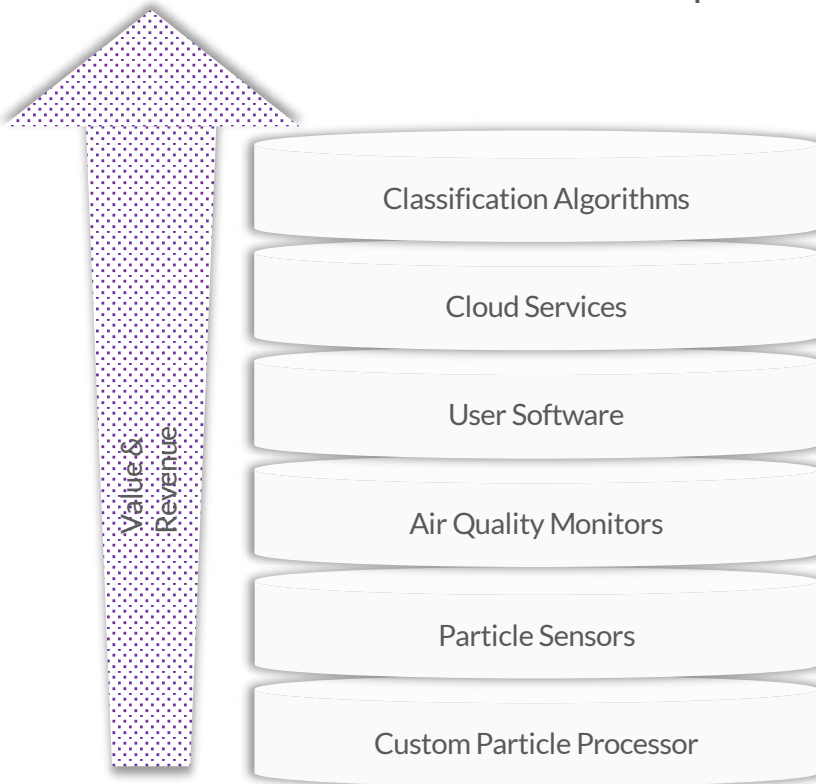 Classification Algorithms
Cloud Services
User Software
Value &
Revenue
Air Quality Monitors
Particle Sensors
Custom Particle Processor